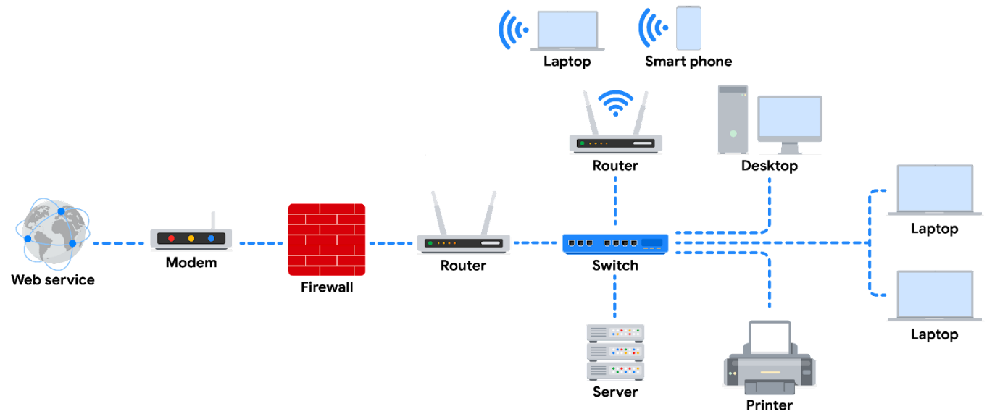 Laptop
Smart phone
Router
Desktop
Laptop
Web service
Modem
Firewall
Router
Switch
Laptop
Server
Printer